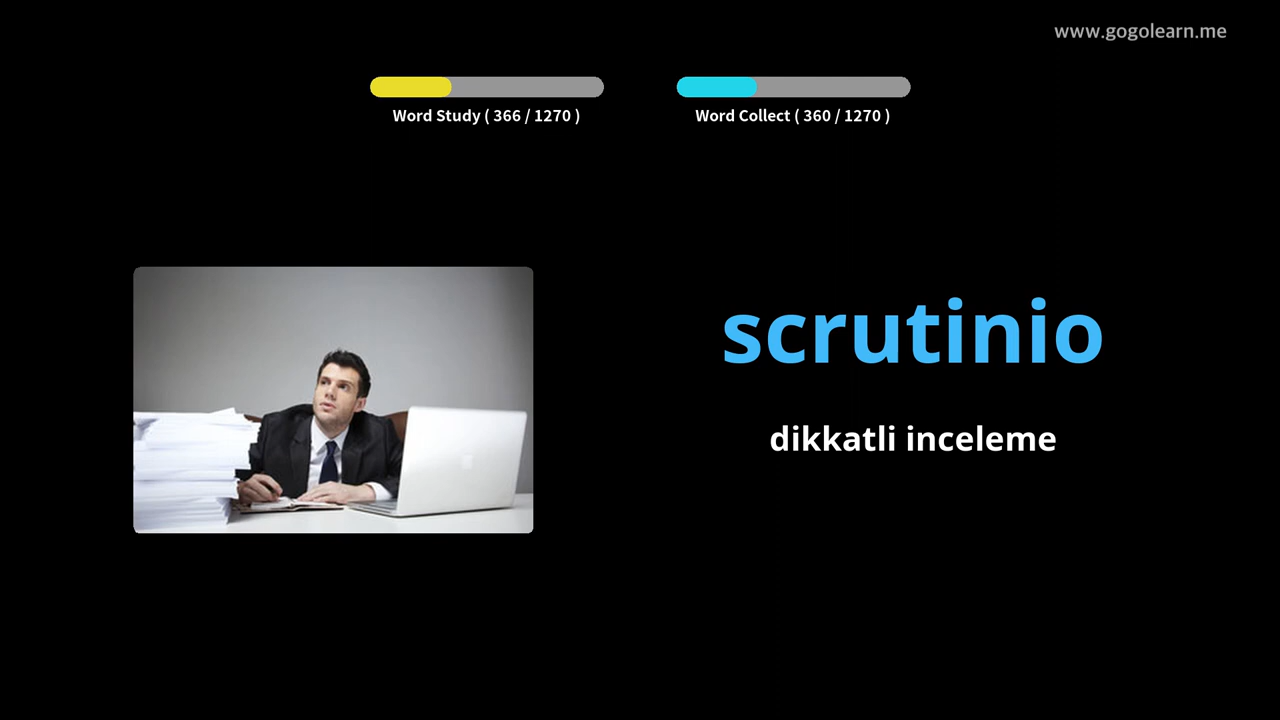 www.gogolearn.me
Word Study ( 366 / 1270 )
Word Collect ( 360 / 1270 )
scrutinio
dikkatli inceleme